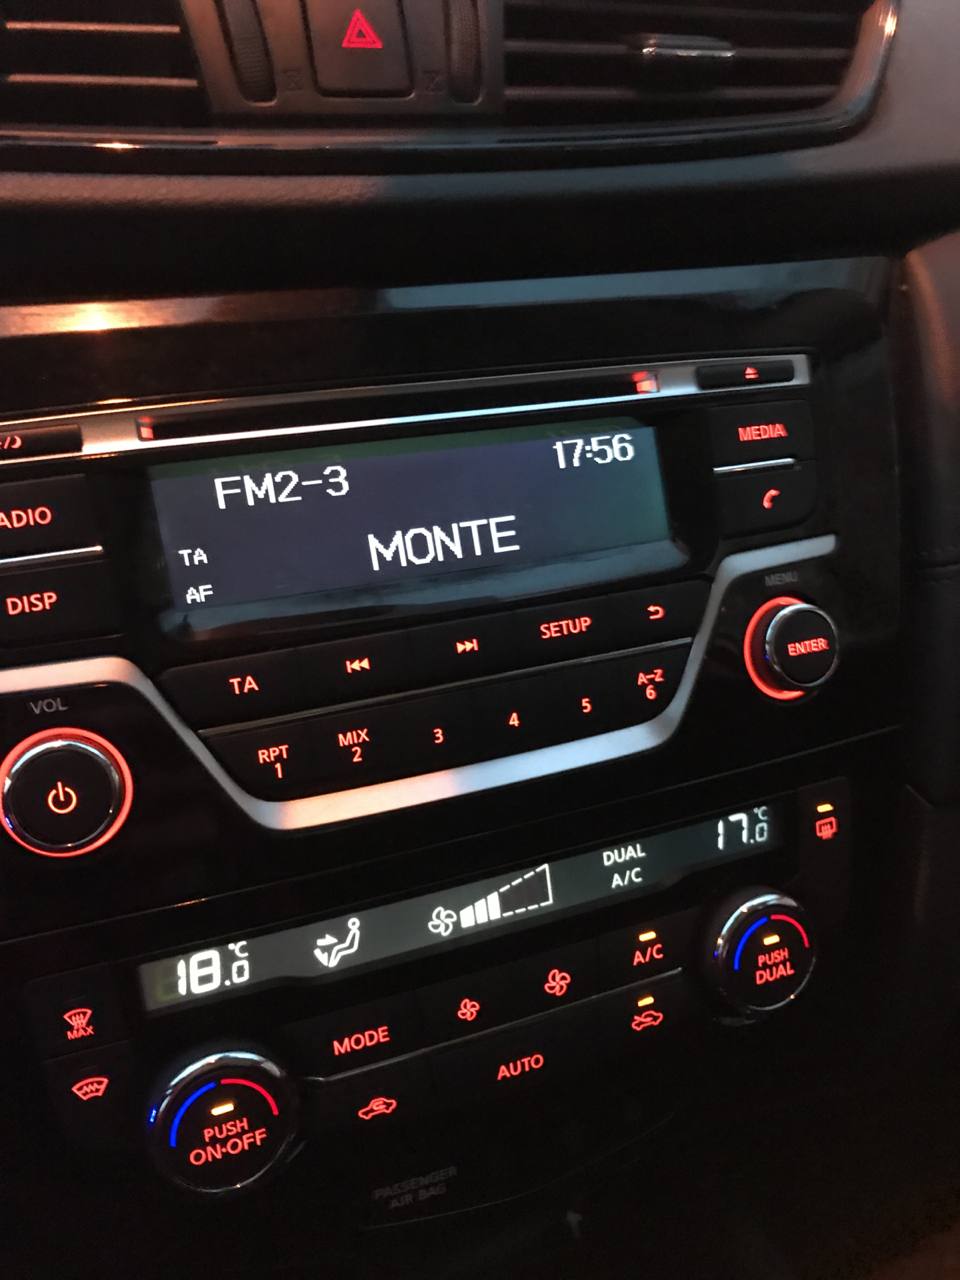 MEDIA
FM2-3 17:56
TA
AF
MONTE
ADIO
DISP
TA
SETUP
MENU
ENTER
VOL
RPT
1
MIX
2
3
4
5
A-Z
6
18.0 °C
DUAL
A/C
17.0 °C
MAX
MODE
A/C
AUTO
PUSH
DUAL
PUSH
ON·OFF
PASSENGER
AIR BAG